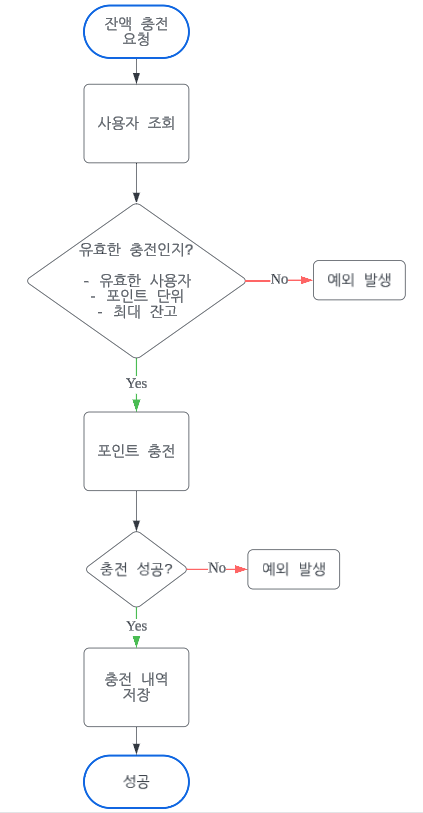 잔액 충전
요청
사용자 조회
유효한 충전인지?
- 유효한 사용자
- 포인트 단위
- 최대 잔고
No
예외 발생
Yes
포인트 충전
충전 성공?
No
예외 발생
Yes
충전 내역
저장
성공